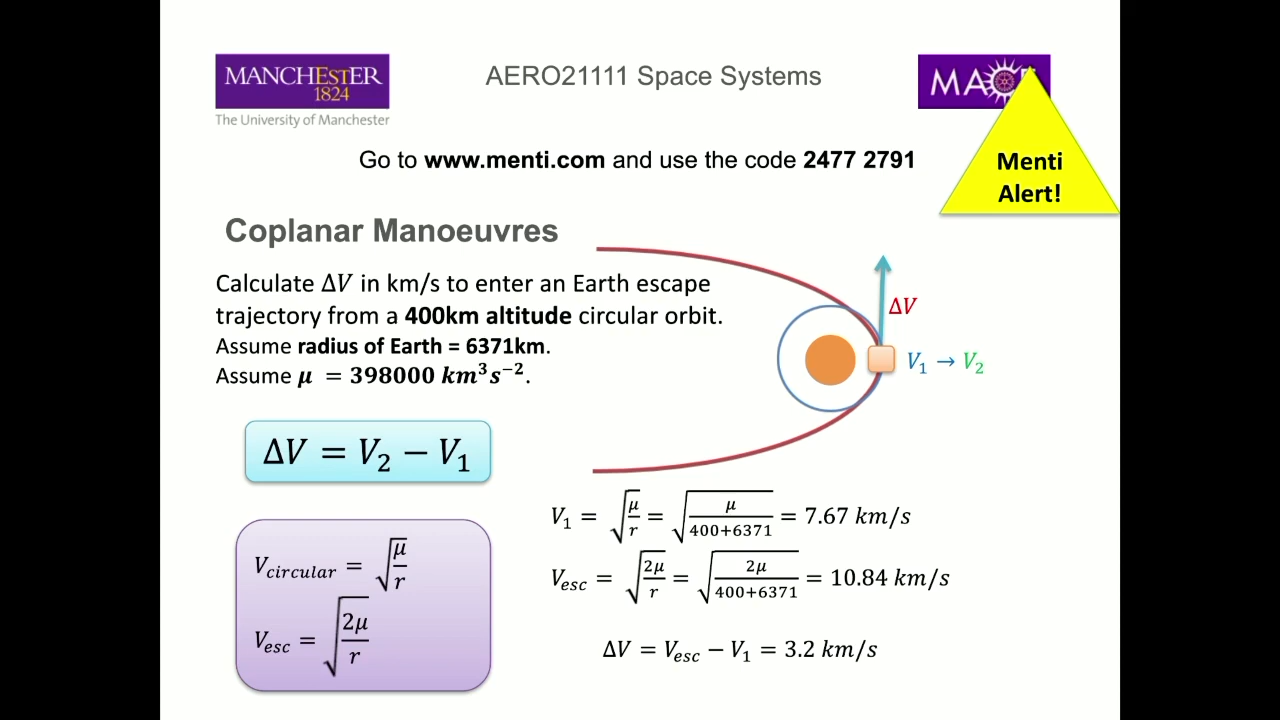 MANCHESTER
1824
The University of Manchester
AERO21111 Space Systems
Go to www.menti.com and use the code 2477 2791
Menti
Alert!
Coplanar Manoeuvres
Calculate ΔV in km/s to enter an Earth escape
trajectory from a 400km altitude circular orbit.
Assume radius of Earth = 6371km.
Assume μ = 398000 km³s⁻².
ΔV
V₁ → V₂
ΔV = V₂ − V₁
V₁ = √(μ/r) = √(μ/(400+6371)) = 7.67 km/s
V_circular = √(μ/r)
V_esc = √(2μ/r) = √(2μ/(400+6371)) = 10.84 km/s
V_esc = √(2μ/r)
ΔV = V_esc − V₁ = 3.2 km/s